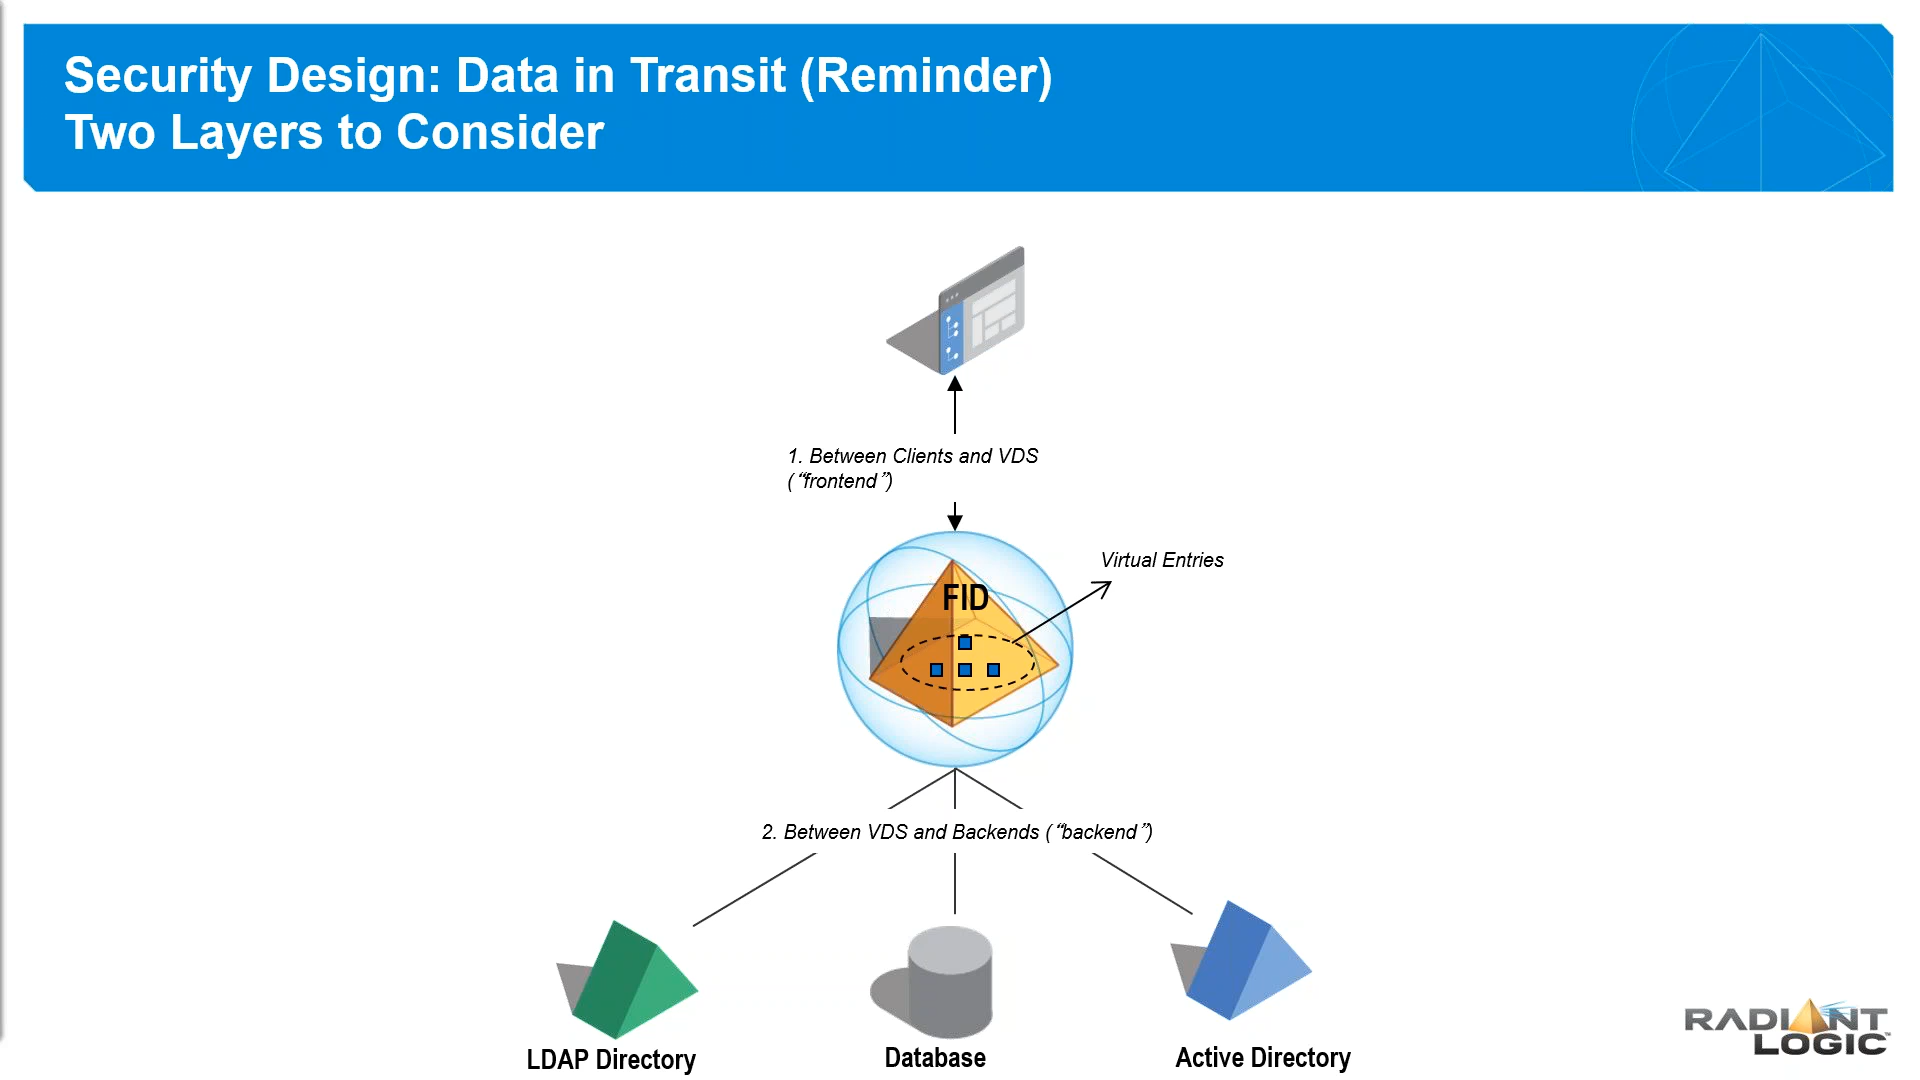 Security Design: Data in Transit (Reminder)
Two Layers to Consider
1. Between Clients and VDS
(“frontend”)
Virtual Entries
FID
2. Between VDS and Backends (“backend”)
LDAP Directory
Database
Active Directory
RADIANT
LOGIC™